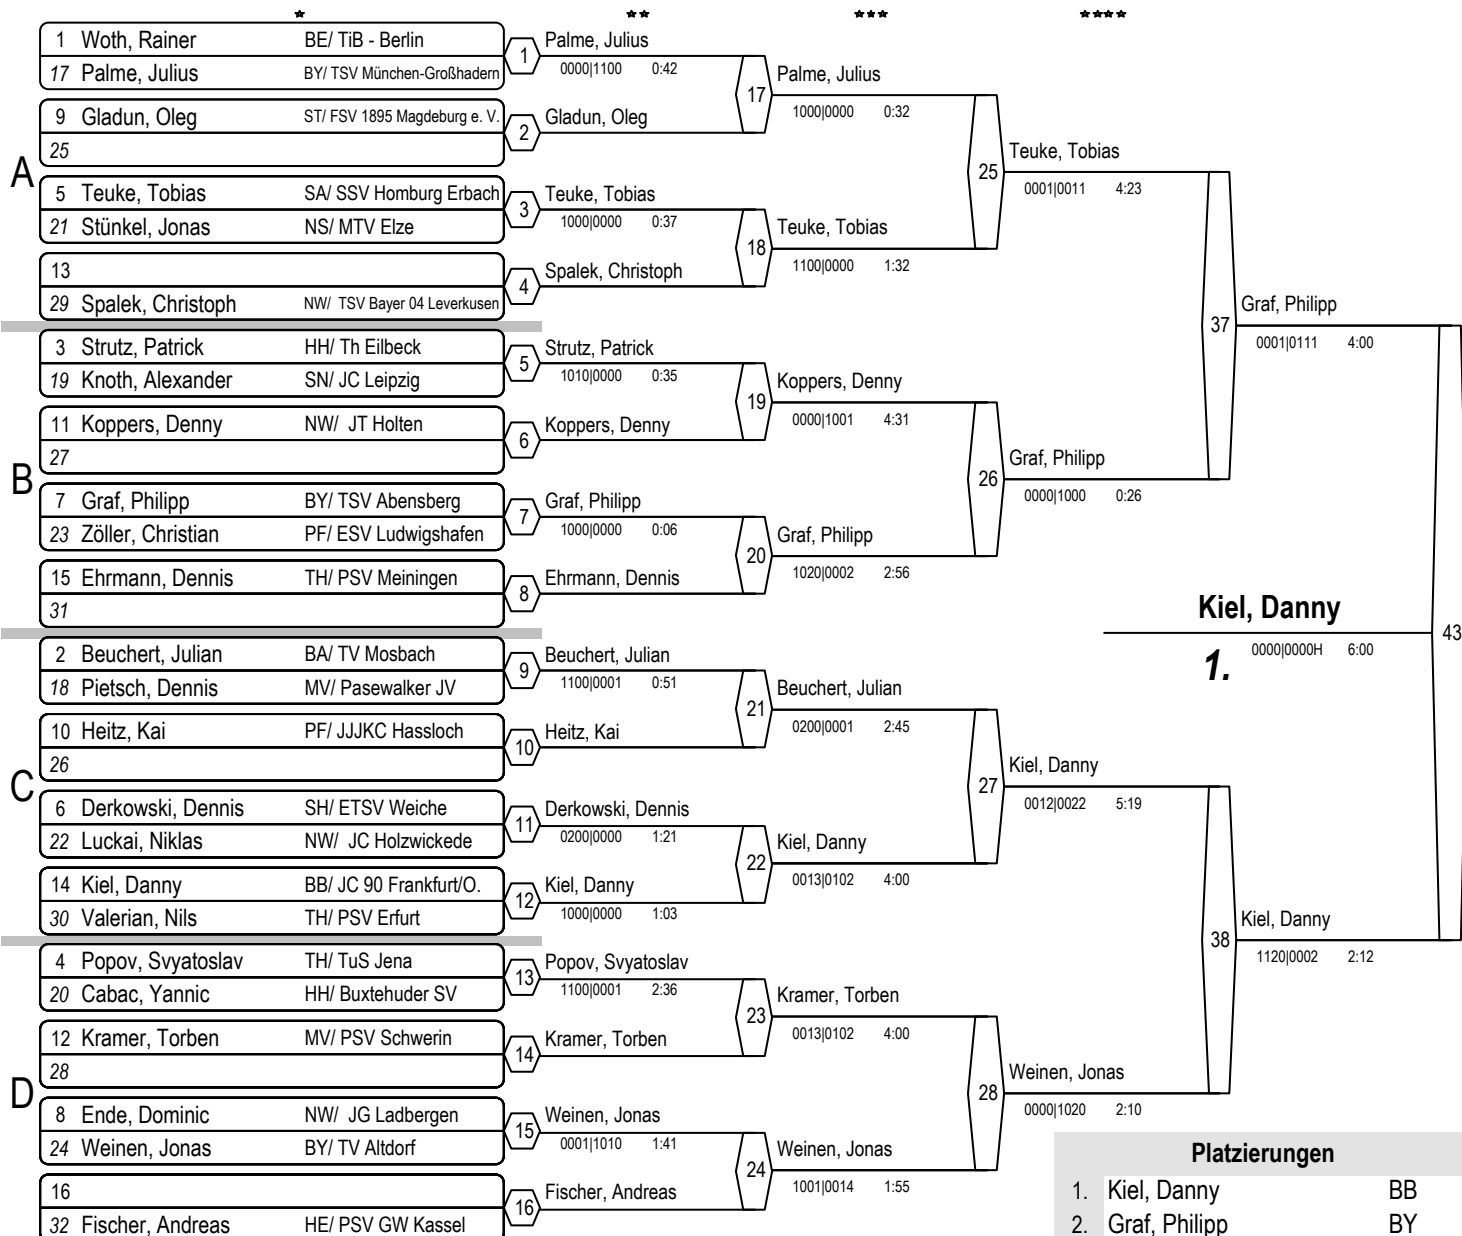 * ** *** ****
1 Woth, Rainer BE/ TiB - Berlin
17 Palme, Julius BY/ TSV München-Großhadern
1 Palme, Julius
0000|1100 0:42
9 Gladun, Oleg ST/ FSV 1895 Magdeburg e. V.
25
2 Gladun, Oleg
17 Palme, Julius
1000|0000 0:32
A
5 Teuke, Tobias SA/ SSV Homburg Erbach
21 Stünkel, Jonas NS/ MTV Elze
3 Teuke, Tobias
1000|0000 0:37
13
29 Spalek, Christoph NW/ TSV Bayer 04 Leverkusen
4 Spalek, Christoph
18 Teuke, Tobias
1100|0000 1:32
25 Teuke, Tobias
0001|0011 4:23
3 Strutz, Patrick HH/ Th Eilbeck
19 Knoth, Alexander SN/ JC Leipzig
5 Strutz, Patrick
1010|0000 0:35
11 Koppers, Denny NW/ JT Holten
27
6 Koppers, Denny
19 Koppers, Denny
0000|1001 4:31
B
7 Graf, Philipp BY/ TSV Abensberg
23 Zöller, Christian PF/ ESV Ludwigshafen
7 Graf, Philipp
1000|0000 0:06
15 Ehrmann, Dennis TH/ PSV Meiningen
31
8 Ehrmann, Dennis
20 Graf, Philipp
1020|0002 2:56
26 Graf, Philipp
0000|1000 0:26
37 Graf, Philipp
0001|0111 4:00
Kiel, Danny
1. 0000|0000H 6:00
43
2 Beuchert, Julian BA/ TV Mosbach
18 Pietsch, Dennis MV/ Pasewalker JV
9 Beuchert, Julian
1100|0001 0:51
10 Heitz, Kai PF/ JJJKC Hassloch
26
10 Heitz, Kai
21 Beuchert, Julian
0200|0001 2:45
C
6 Derkowski, Dennis SH/ ETSV Weiche
22 Luckai, Niklas NW/ JC Holzwickede
11 Derkowski, Dennis
0200|0000 1:21
14 Kiel, Danny BB/ JC 90 Frankfurt/O.
30 Valerian, Nils TH/ PSV Erfurt
12 Kiel, Danny
1000|0000 1:03
22 Kiel, Danny
0013|0102 4:00
27 Kiel, Danny
0012|0022 5:19
4 Popov, Svyatoslav TH/ TuS Jena
20 Cabac, Yannic HH/ Buxtehuder SV
13 Popov, Svyatoslav
1100|0001 2:36
12 Kramer, Torben MV/ PSV Schwerin
28
14 Kramer, Torben
23 Kramer, Torben
0013|0102 4:00
D
8 Ende, Dominic NW/ JG Ladbergen
24 Weinen, Jonas BY/ TV Altdorf
15 Weinen, Jonas
0001|1010 1:41
16
32 Fischer, Andreas HE/ PSV GW Kassel
16 Fischer, Andreas
24 Weinen, Jonas
1001|0014 1:55
28 Weinen, Jonas
0000|1020 2:10
38 Kiel, Danny
1120|0002 2:12
Platzierungen
1. Kiel, Danny BB
2. Graf, Philipp BY